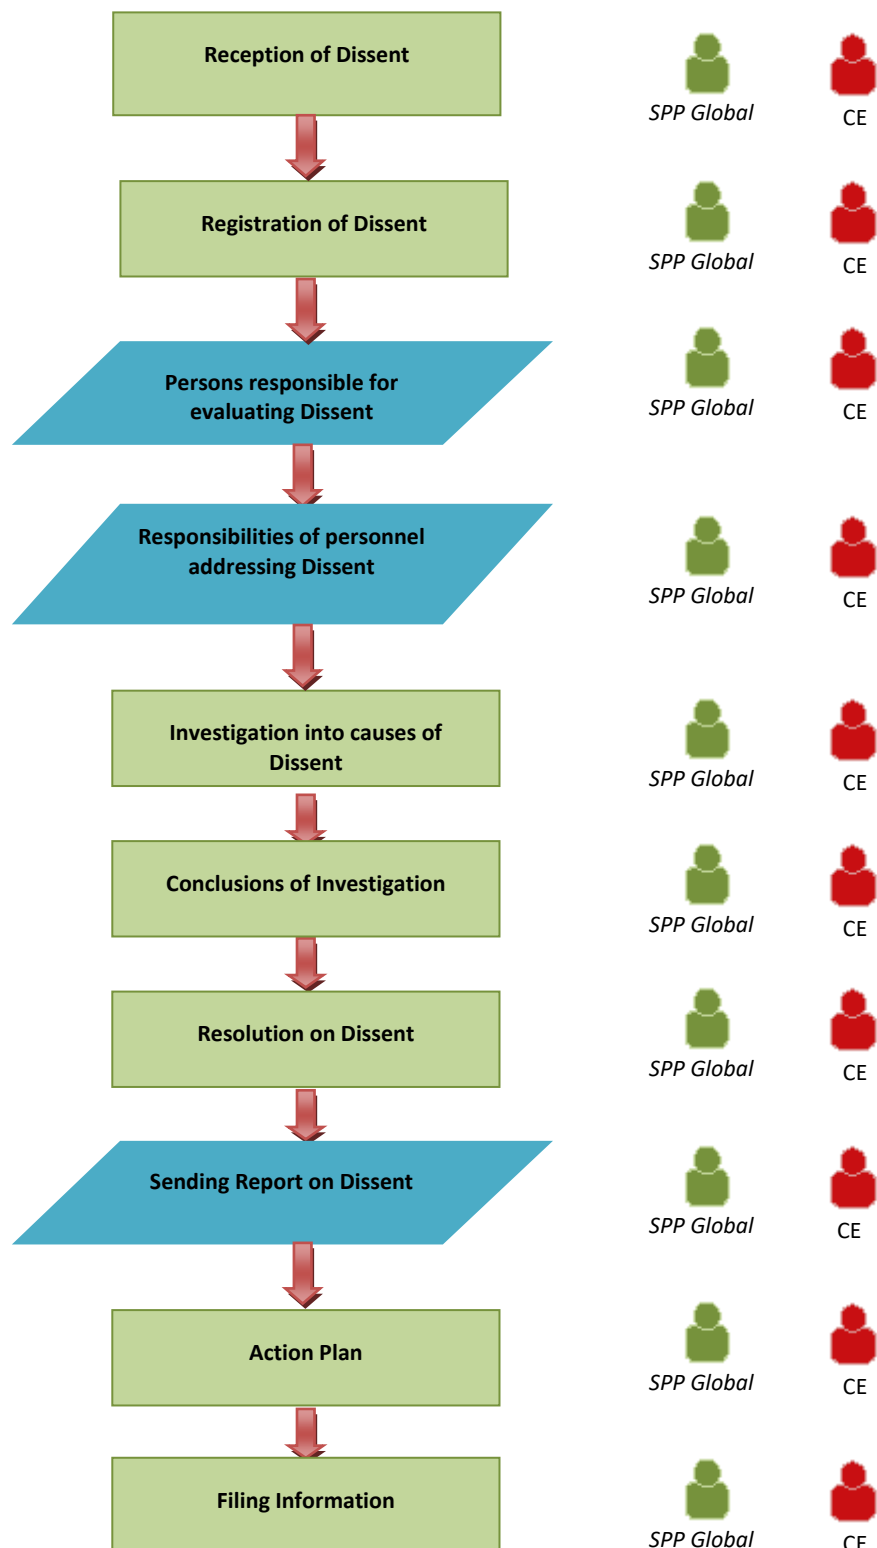 Reception of Dissent
SPP Global
CE
Registration of Dissent
SPP Global
CE
Persons responsible for
evaluating Dissent
SPP Global
CE
Responsibilities of personnel
addressing Dissent
SPP Global
CE
Investigation into causes of
Dissent
SPP Global
CE
Conclusions of Investigation
SPP Global
CE
Resolution on Dissent
SPP Global
CE
Sending Report on Dissent
SPP Global
CE
Action Plan
SPP Global
CE
Filing Information
SPP Global
CE